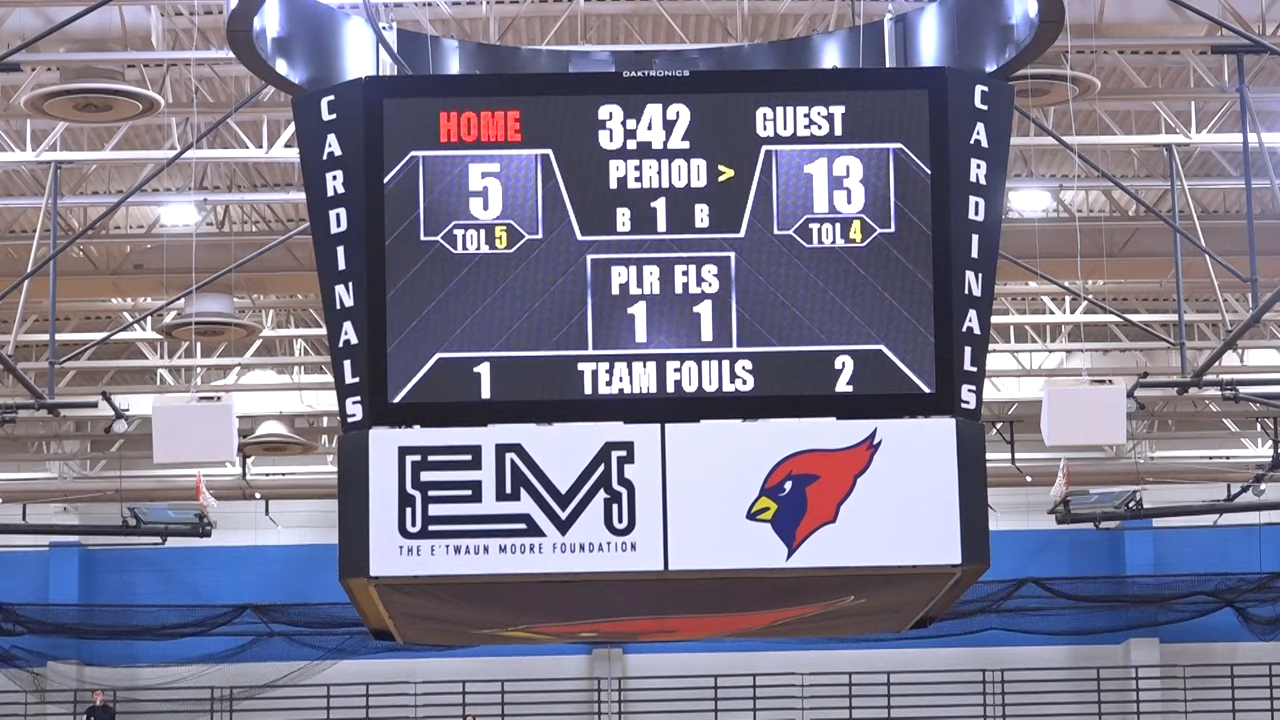 DAKTRONICS
CARDINALS
HOME 3:42 GUEST
5 PERIOD > 13
B 1 B
TOL 5 TOL 4
PLR FLS
1 1
1 TEAM FOULS 2
CARDINALS
5EM5
THE E'TWAUN MOORE FOUNDATION